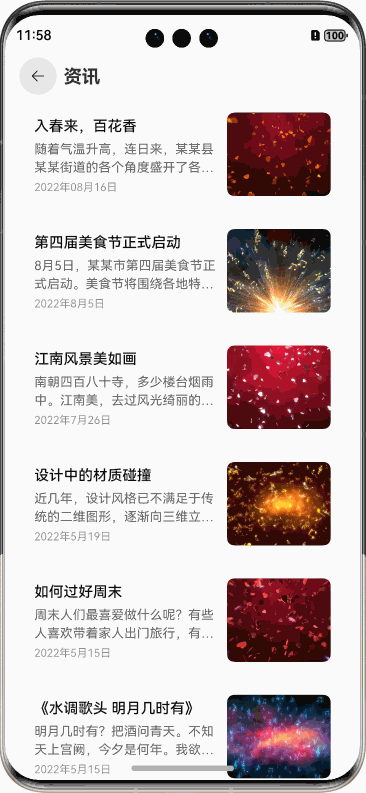 11:58
100
资讯
入春来，百花香
随着气温升高，连日来，某某县
某某街道的各个角度盛开了各...
2022年08月16日
第四届美食节正式启动
8月5日，某某市第四届美食节正
式启动。美食节将围绕各地特...
2022年8月5日
江南风景美如画
南朝四百八十寺，多少楼台烟雨
中。江南美，去过风光绮丽的...
2022年7月26日
设计中的材质碰撞
近几年，设计风格已不满足于传
统的二维图形，逐渐向三维立...
2022年5月19日
如何过好周末
周末人们最喜爱做什么呢？有些
人喜欢带着家人出门旅行，有...
2022年5月15日
《水调歌头 明月几时有》
明月几时有？把酒问青天。不知
天上宫阙，今夕是何年。我欲...
2022年5月15日